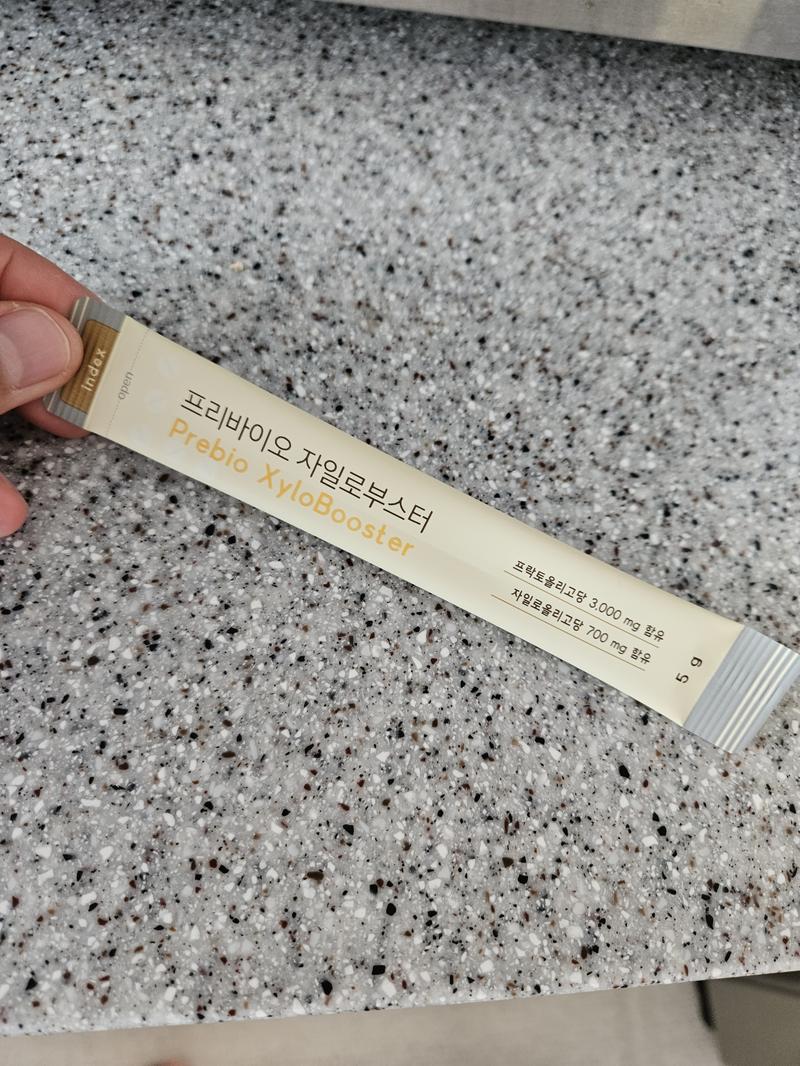 index
open
프리바이오 자일로부스터
Prebio XyloBooster
프락토올리고당 3,000 mg 함유
자일로올리고당 700 mg 함유
5 g